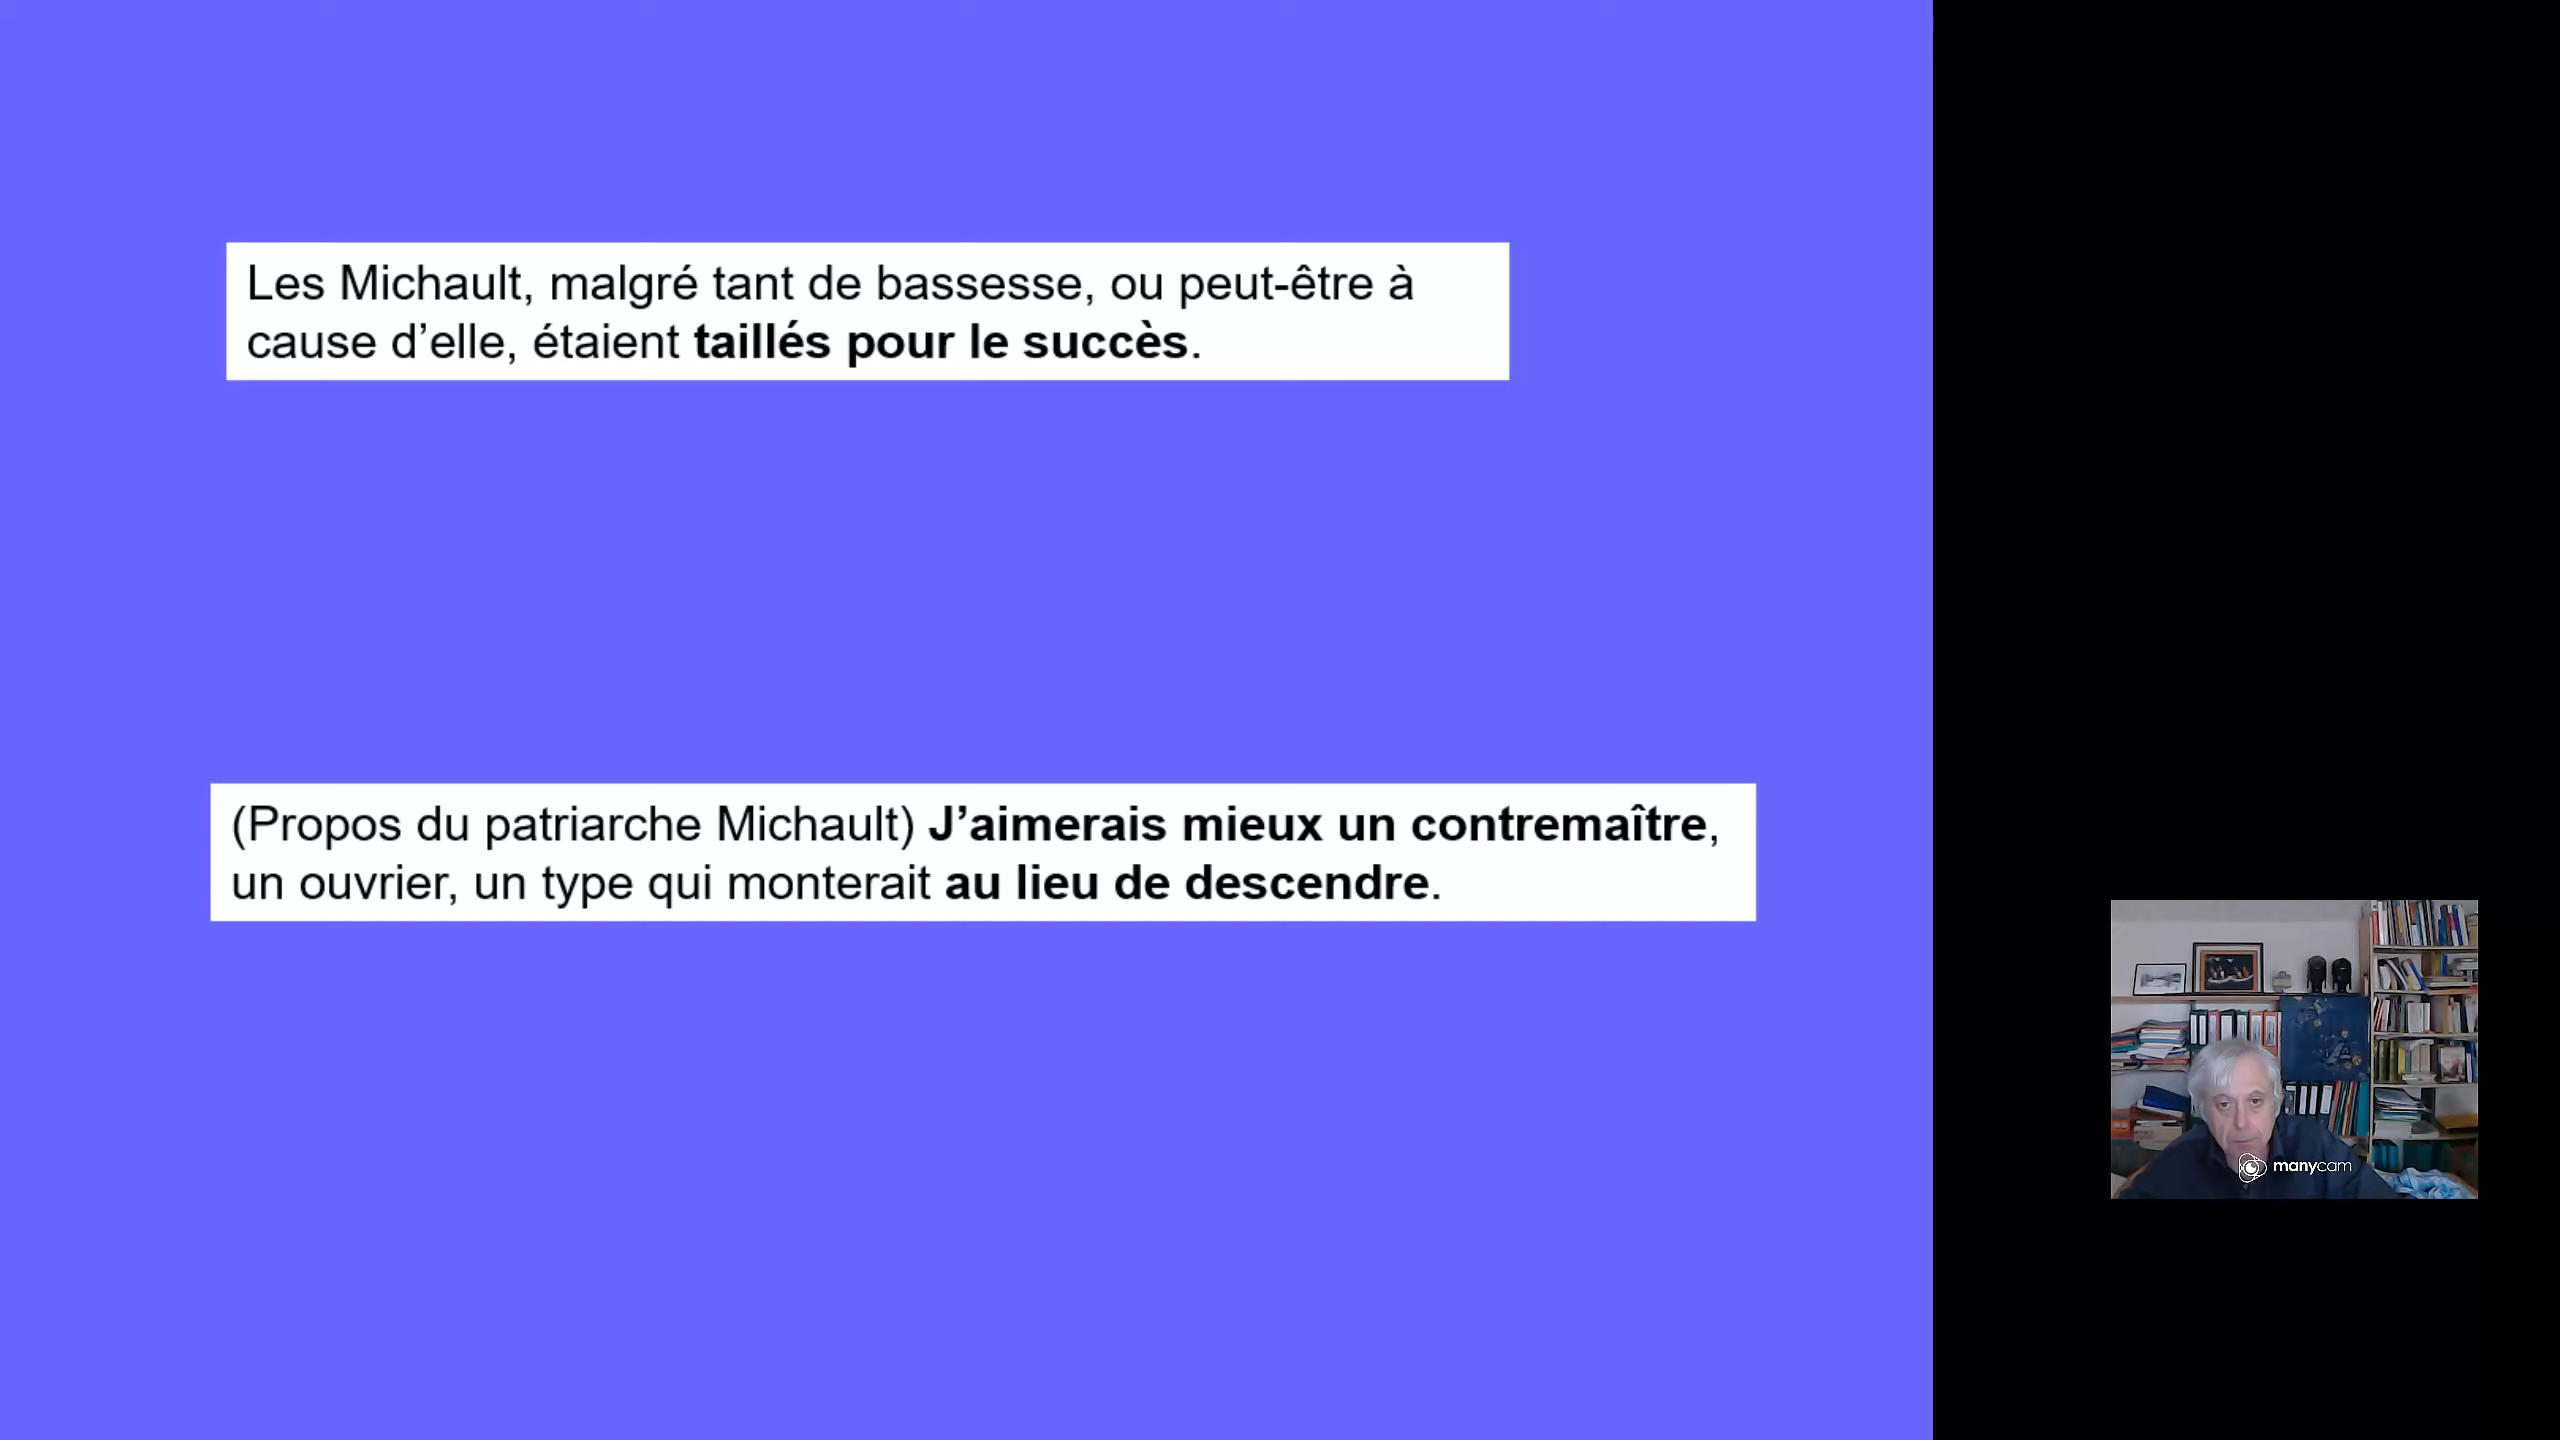 Les Michault, malgré tant de bassesse, ou peut-être à
cause d’elle, étaient taillés pour le succès.
(Propos du patriarche Michault) J’aimerais mieux un contremaître,
un ouvrier, un type qui monterait au lieu de descendre.
manycam